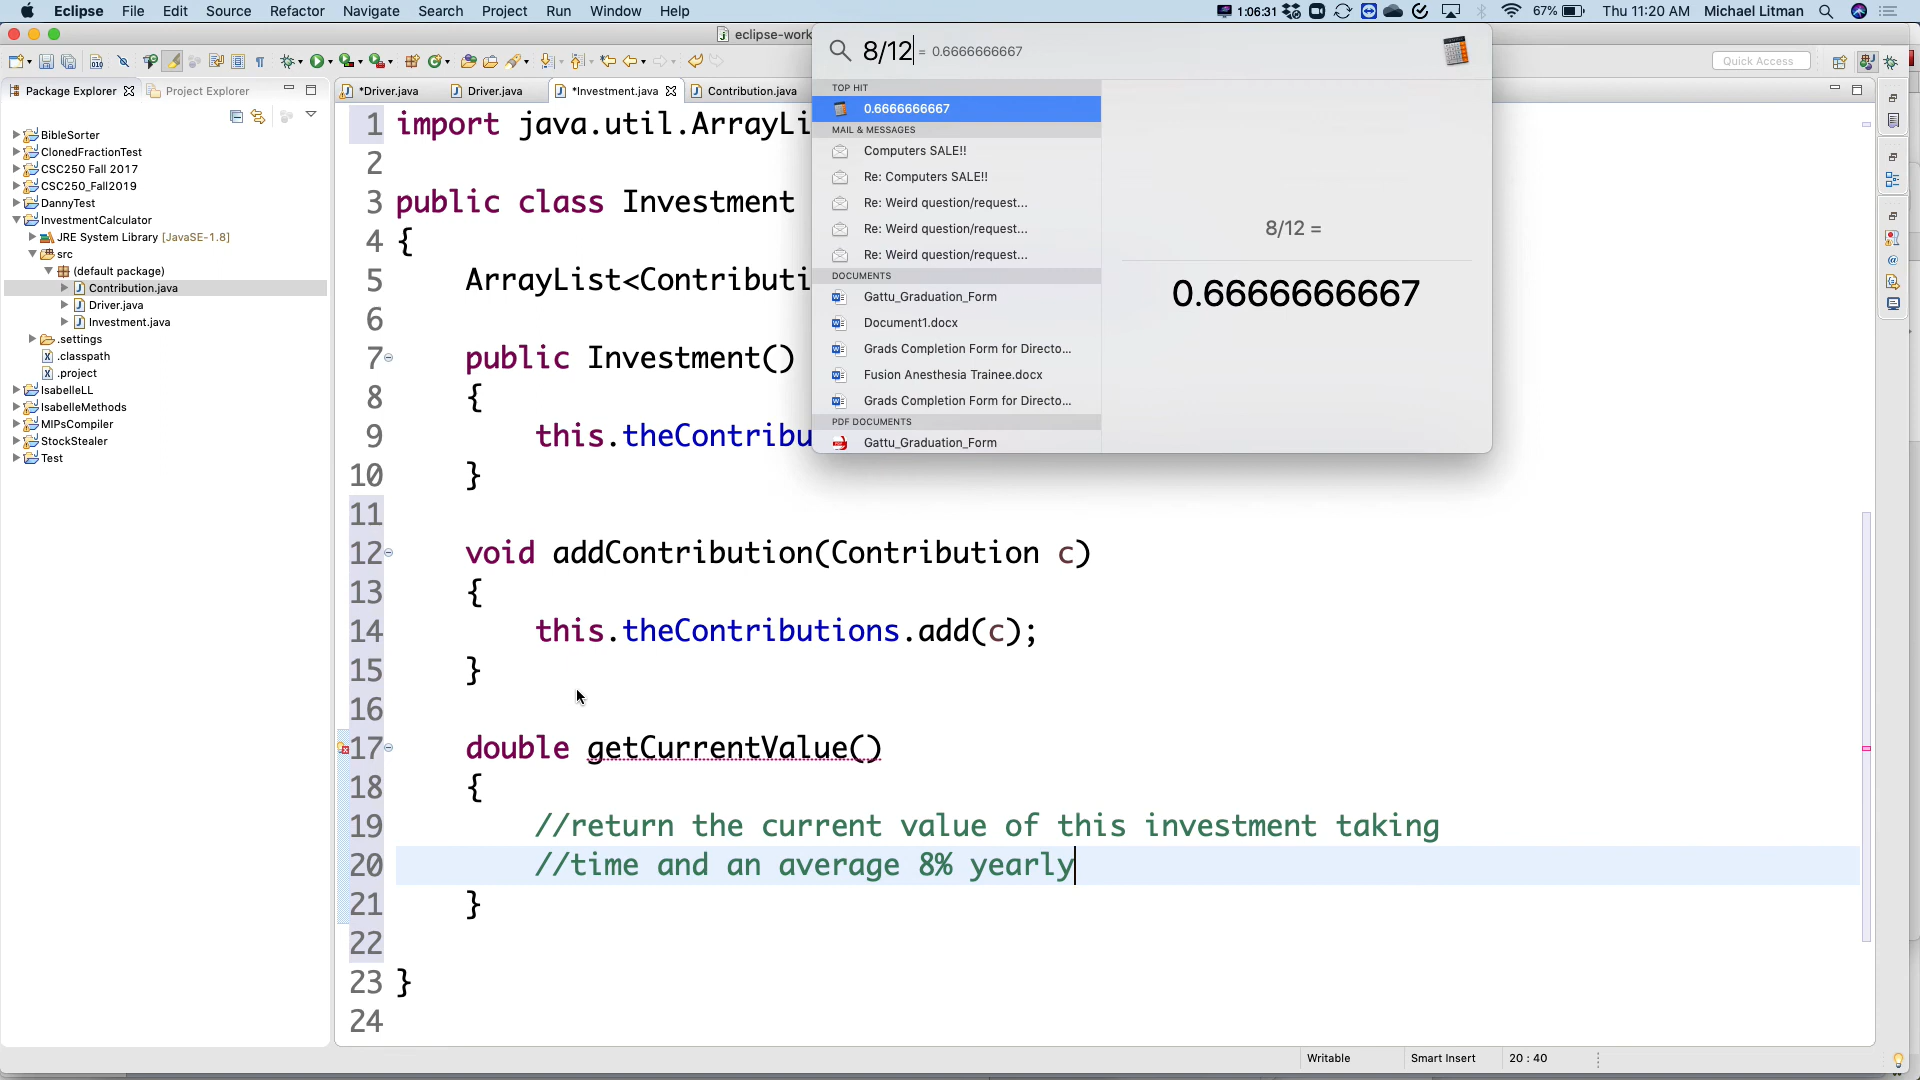 Eclipse File Edit Source Refactor Navigate Search Project Run Window Help
1:06:31 67% Thu 11:20 AM Michael Litman
eclipse-work
8/12 = 0.6666666667
Quick Access
Package Explorer
Project Explorer
*Driver.java
Driver.java
*Investment.java
Contribution.java
TOP HIT
0.6666666667
MAIL & MESSAGES
Computers SALE!!
Re: Computers SALE!!
Re: Weird question/request...
Re: Weird question/request...
Re: Weird question/request...
DOCUMENTS
Gattu_Graduation_Form
Document1.docx
Grads Completion Form for Directo...
Fusion Anesthesia Trainee.docx
Grads Completion Form for Directo...
PDF DOCUMENTS
Gattu_Graduation_Form
8/12 =
0.6666666667
BibleSorter
ClonedFractionTest
CSC250 Fall 2017
CSC250_Fall2019
DannyTest
InvestmentCalculator
JRE System Library [JavaSE-1.8]
src
(default package)
Contribution.java
Driver.java
Investment.java
.settings
.classpath
.project
IsabelleLL
IsabelleMethods
MIPsCompiler
StockStealer
Test
1 import java.util.ArrayLi
2
3 public class Investment
4 {
5 ArrayList<Contributi
6
7 public Investment()
8 {
9 this.theContribu
10 }
11
12 void addContribution(Contribution c)
13 {
14 this.theContributions.add(c);
15 }
16
17 double getCurrentValue()
18 {
19 //return the current value of this investment taking
20 //time and an average 8% yearly
21 }
22
23 }
24
Writable
Smart Insert
20 : 40